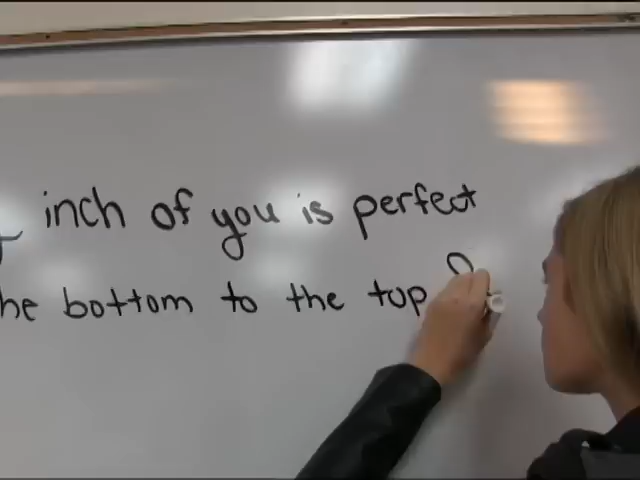 inch of you is perfect
he bottom to the top